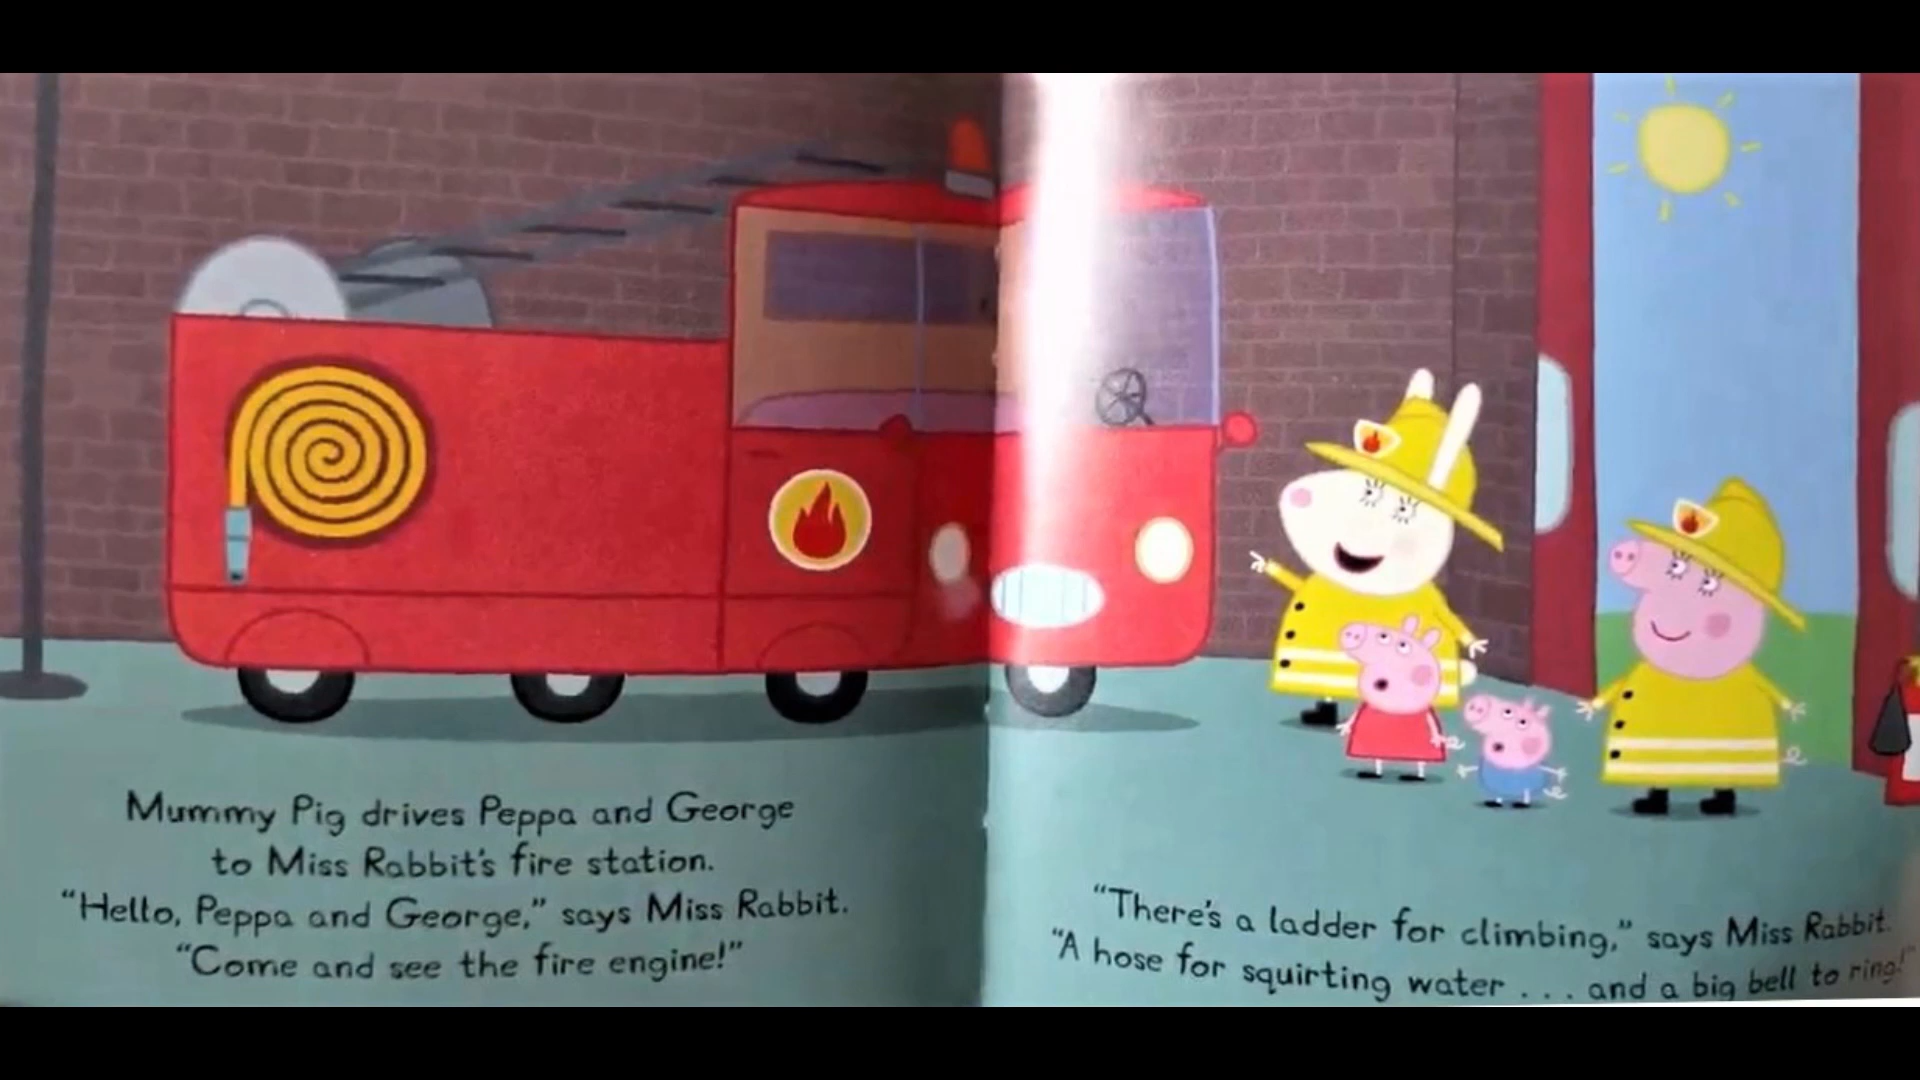 Mummy Pig drives Peppa and George
to Miss Rabbit's fire station.
“Hello, Peppa and George,” says Miss Rabbit.
“Come and see the fire engine!”
“There's a ladder for climbing,” says Miss Rabbit.
“A hose for squirting water . . . and a big bell to ring!”